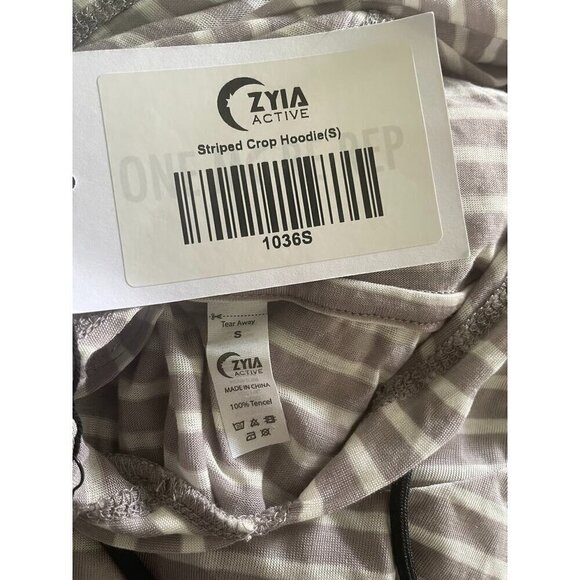 ZYIA
ACTIVE
Striped Crop Hoodie(S)
1036S
Tear Away
S
ZYIA
ACTIVE
MADE IN CHINA
100% Tencel